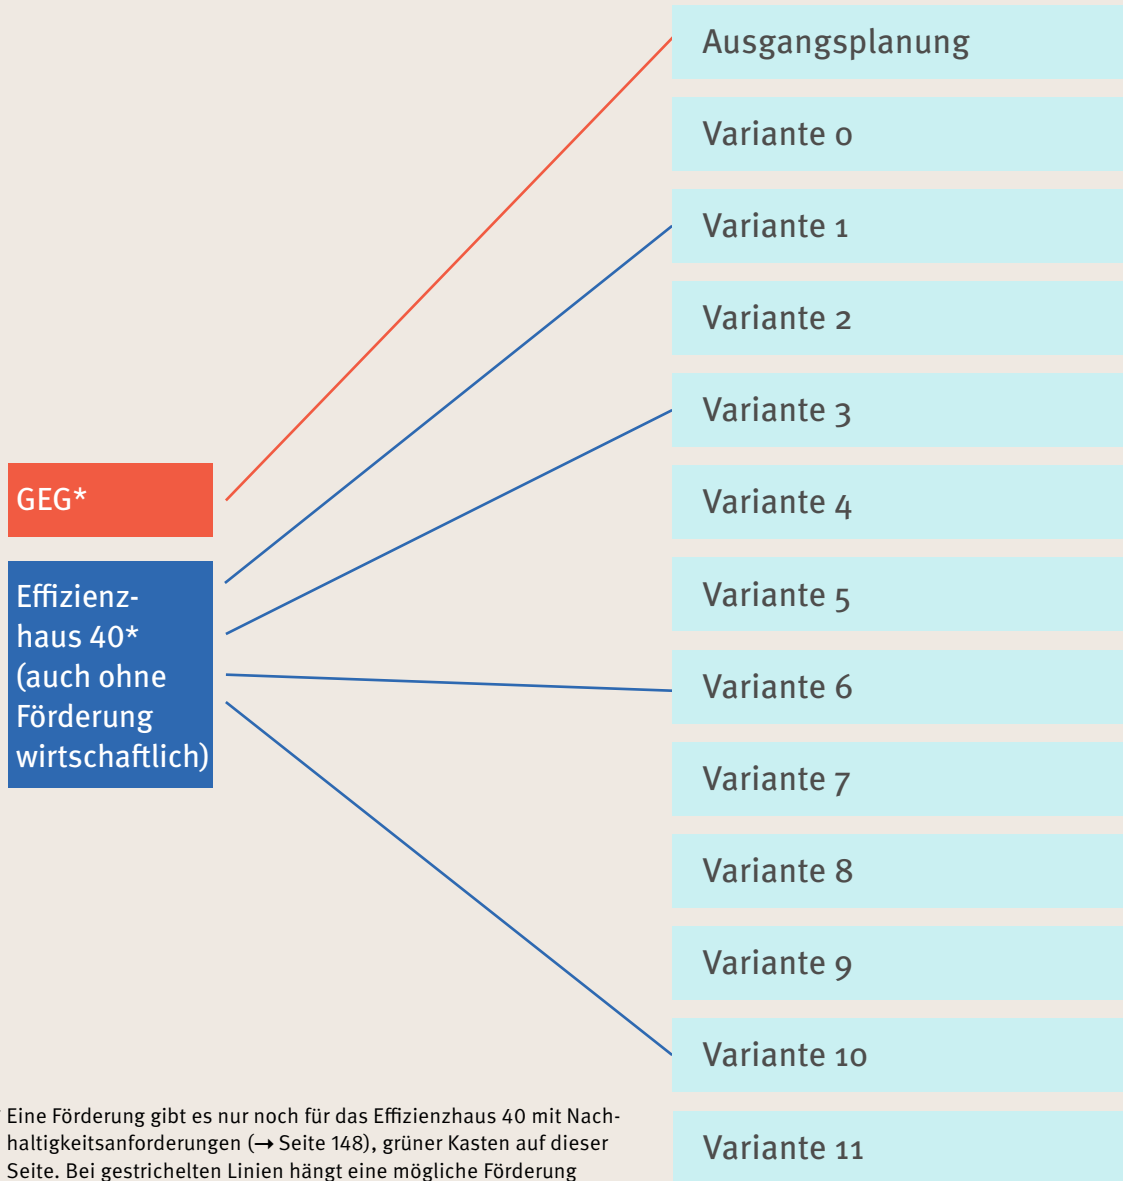 Ausgangsplanung
Variante 0
Variante 1
Variante 2
Variante 3
Variante 4
Variante 5
Variante 6
Variante 7
Variante 8
Variante 9
Variante 10
Variante 11
GEG*
Effizienz-
haus 40*
(auch ohne
Förderung
wirtschaftlich)
Eine Förderung gibt es nur noch für das Effizienzhaus 40 mit Nach-
haltigkeitsanforderungen (→ Seite 148), grüner Kasten auf dieser
Seite. Bei gestrichelten Linien hängt eine mögliche Förderung